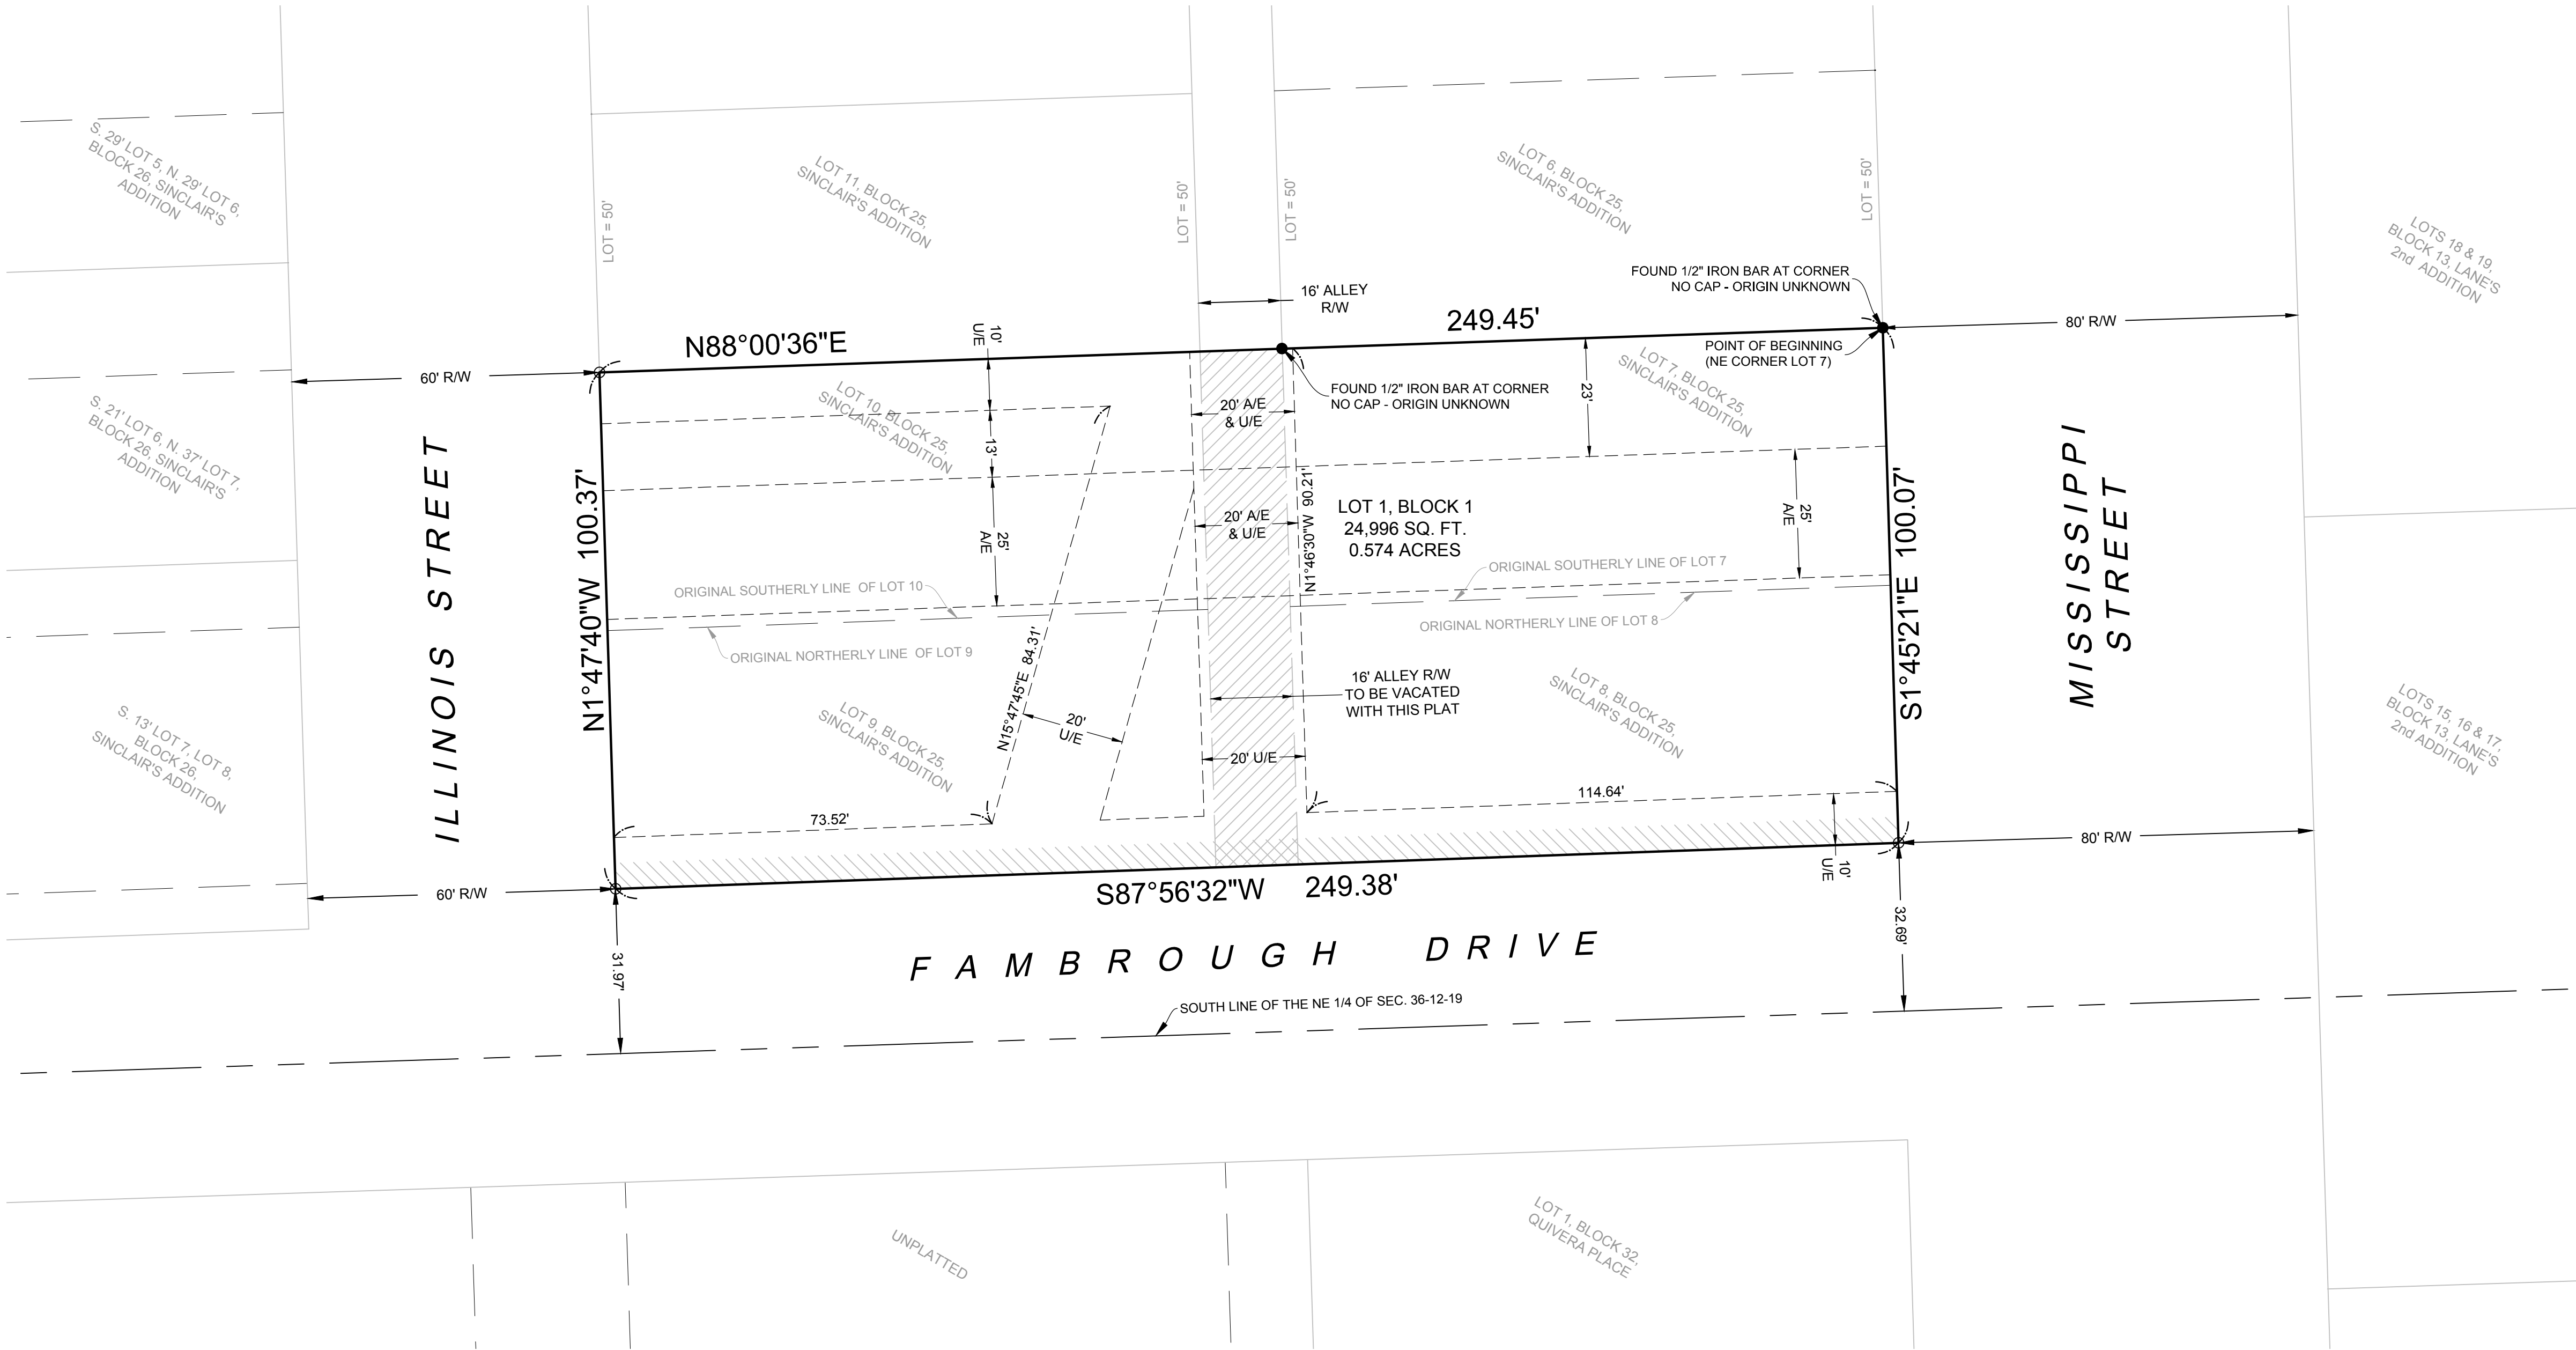 S. 29' LOT 5, N. 29' LOT 6,
BLOCK 26, SINCLAIR'S
ADDITION
LOT = 50'
LOT 11, BLOCK 25,
SINCLAIR'S ADDITION
LOT = 50'
LOT = 50'
LOT 6, BLOCK 25,
SINCLAIR'S ADDITION
LOT = 50'
LOTS 18 & 19,
BLOCK 13, LANE'S
2nd ADDITION
FOUND 1/2" IRON BAR AT CORNER
NO CAP - ORIGIN UNKNOWN
16' ALLEY
R/W
249.45'
80' R/W
N88°00'36"E
10'
U/E
POINT OF BEGINNING
(NE CORNER LOT 7)
60' R/W
FOUND 1/2" IRON BAR AT CORNER
NO CAP - ORIGIN UNKNOWN
LOT 7, BLOCK 25,
SINCLAIR'S ADDITION
23'
S. 21' LOT 6, N. 37' LOT 7,
BLOCK 26, SINCLAIR'S
ADDITION
LOT 10, BLOCK 25,
SINCLAIR'S ADDITION
20' A/E
& U/E
13'
ILLINOIS STREET
N1°47'40"W 100.37'
25'
A/E
20' A/E
& U/E
N1°46'30"W 90.21'
LOT 1, BLOCK 1
24,996 SQ. FT.
0.574 ACRES
25'
A/E
S1°45'21"E 100.07'
MISSISSIPPI
STREET
ORIGINAL SOUTHERLY LINE OF LOT 10
ORIGINAL SOUTHERLY LINE OF LOT 7
ORIGINAL NORTHERLY LINE OF LOT 8
ORIGINAL NORTHERLY LINE OF LOT 9
N15°47'45"E 84.31'
20'
U/E
16' ALLEY R/W
TO BE VACATED
WITH THIS PLAT
LOT 8, BLOCK 25,
SINCLAIR'S ADDITION
S. 13' LOT 7, LOT 8,
BLOCK 26,
SINCLAIR'S ADDITION
LOT 9, BLOCK 25,
SINCLAIR'S ADDITION
LOTS 15, 16 & 17,
BLOCK 13, LANE'S
2nd ADDITION
20' U/E
114.64'
73.52'
10'
U/E
80' R/W
60' R/W
S87°56'32"W 249.38'
31.97'
32.69'
FAMBROUGH DRIVE
SOUTH LINE OF THE NE 1/4 OF SEC. 36-12-19
UNPLATTED
LOT 1, BLOCK 32,
QUIVERA PLACE